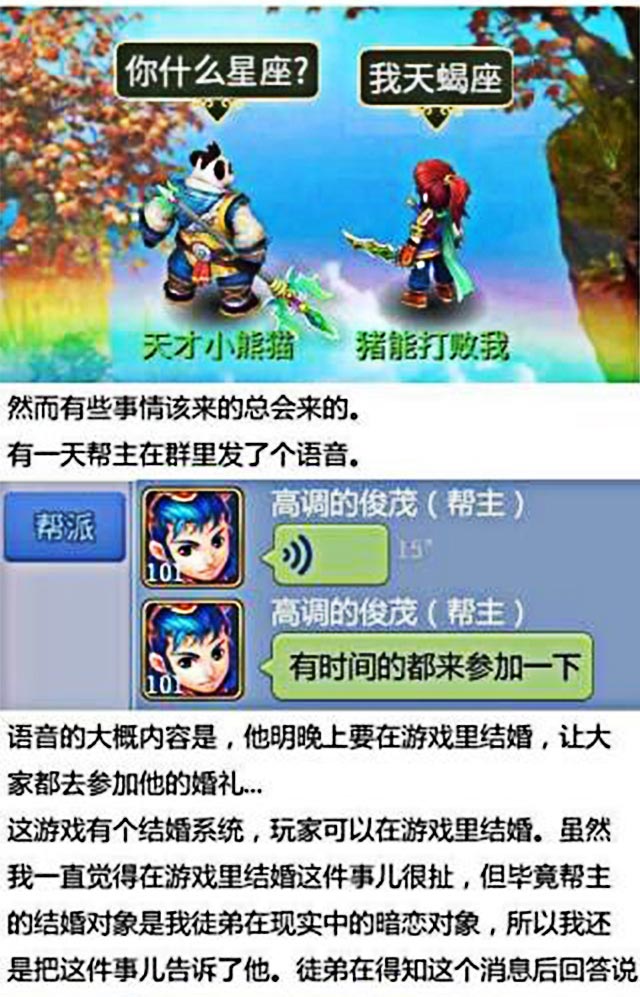 你什么星座?
我天蝎座
天才小熊猫
猪能打败我
然而有些事情该来的总会来的。
有一天帮主在群里发了个语音。
帮派
高调的俊茂（帮主）
15"
101
高调的俊茂（帮主）
有时间的都来参加一下
101
语音的大概内容是，他明晚上要在游戏里结婚，让大
家都去参加他的婚礼...
这游戏有个结婚系统，玩家可以在游戏里结婚。虽然
我一直觉得在游戏里结婚这件事儿很扯，但毕竟帮主
的结婚对象是我徒弟在现实中的暗恋对象，所以我还
是把这件事儿告诉了他。徒弟在得知这个消息后回答说